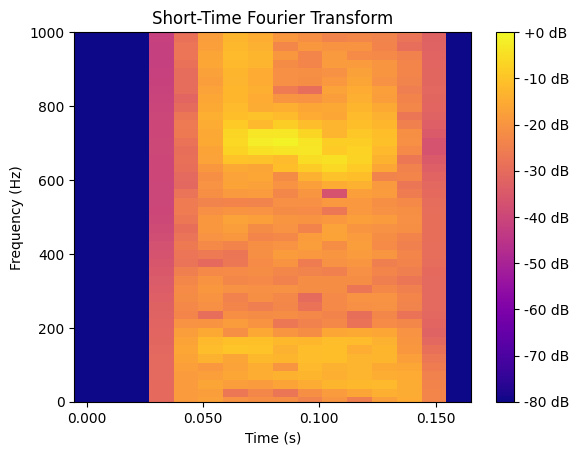 Short-Time Fourier Transform
1000
800
600
400
200
0
Frequency (Hz)
0.000
0.050
0.100
0.150
Time (s)
+0 dB
-10 dB
-20 dB
-30 dB
-40 dB
-50 dB
-60 dB
-70 dB
-80 dB